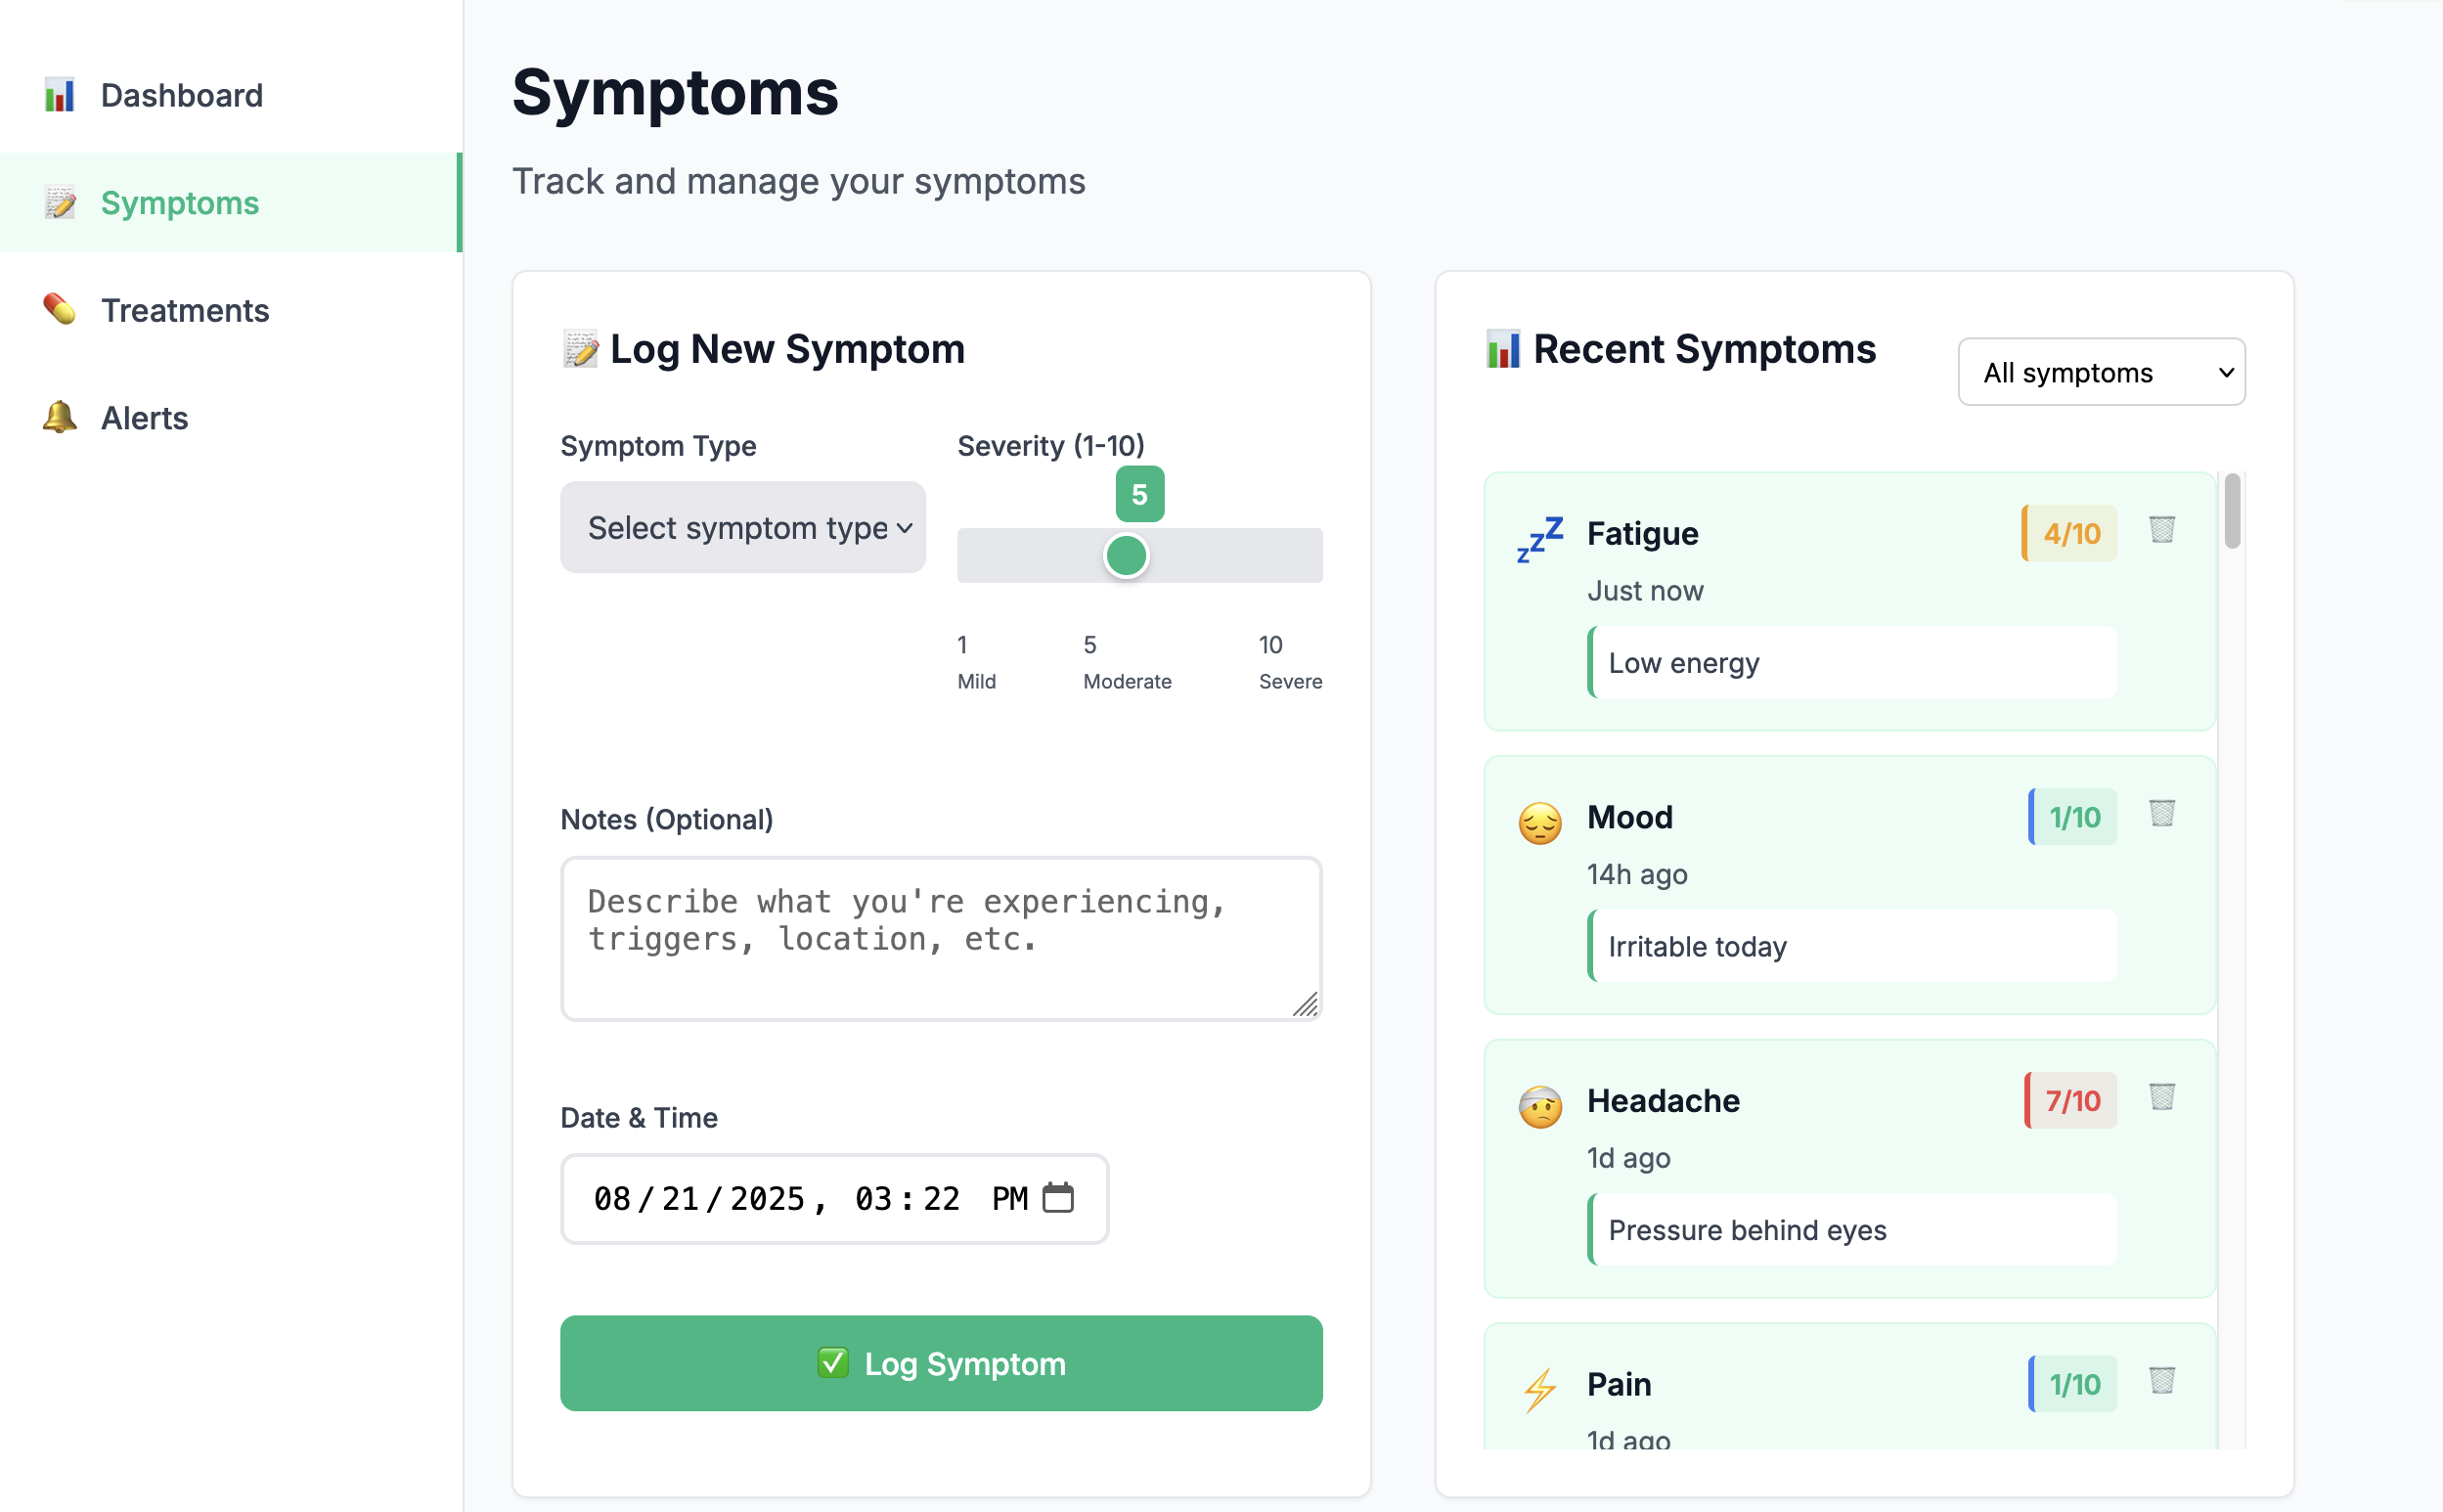 Dashboard
Symptoms
Treatments
Alerts
Symptoms
Track and manage your symptoms
Log New Symptom
Symptom Type
Select symptom type
Severity (1-10)
5
1
5
10
Mild
Moderate
Severe
Notes (Optional)
Describe what you're experiencing,
triggers, location, etc.
Date & Time
08/21/2025, 03:22 PM
Log Symptom
Recent Symptoms
All symptoms
Fatigue
4/10
Just now
Low energy
Mood
1/10
14h ago
Irritable today
Headache
7/10
1d ago
Pressure behind eyes
Pain
1/10
1d ago